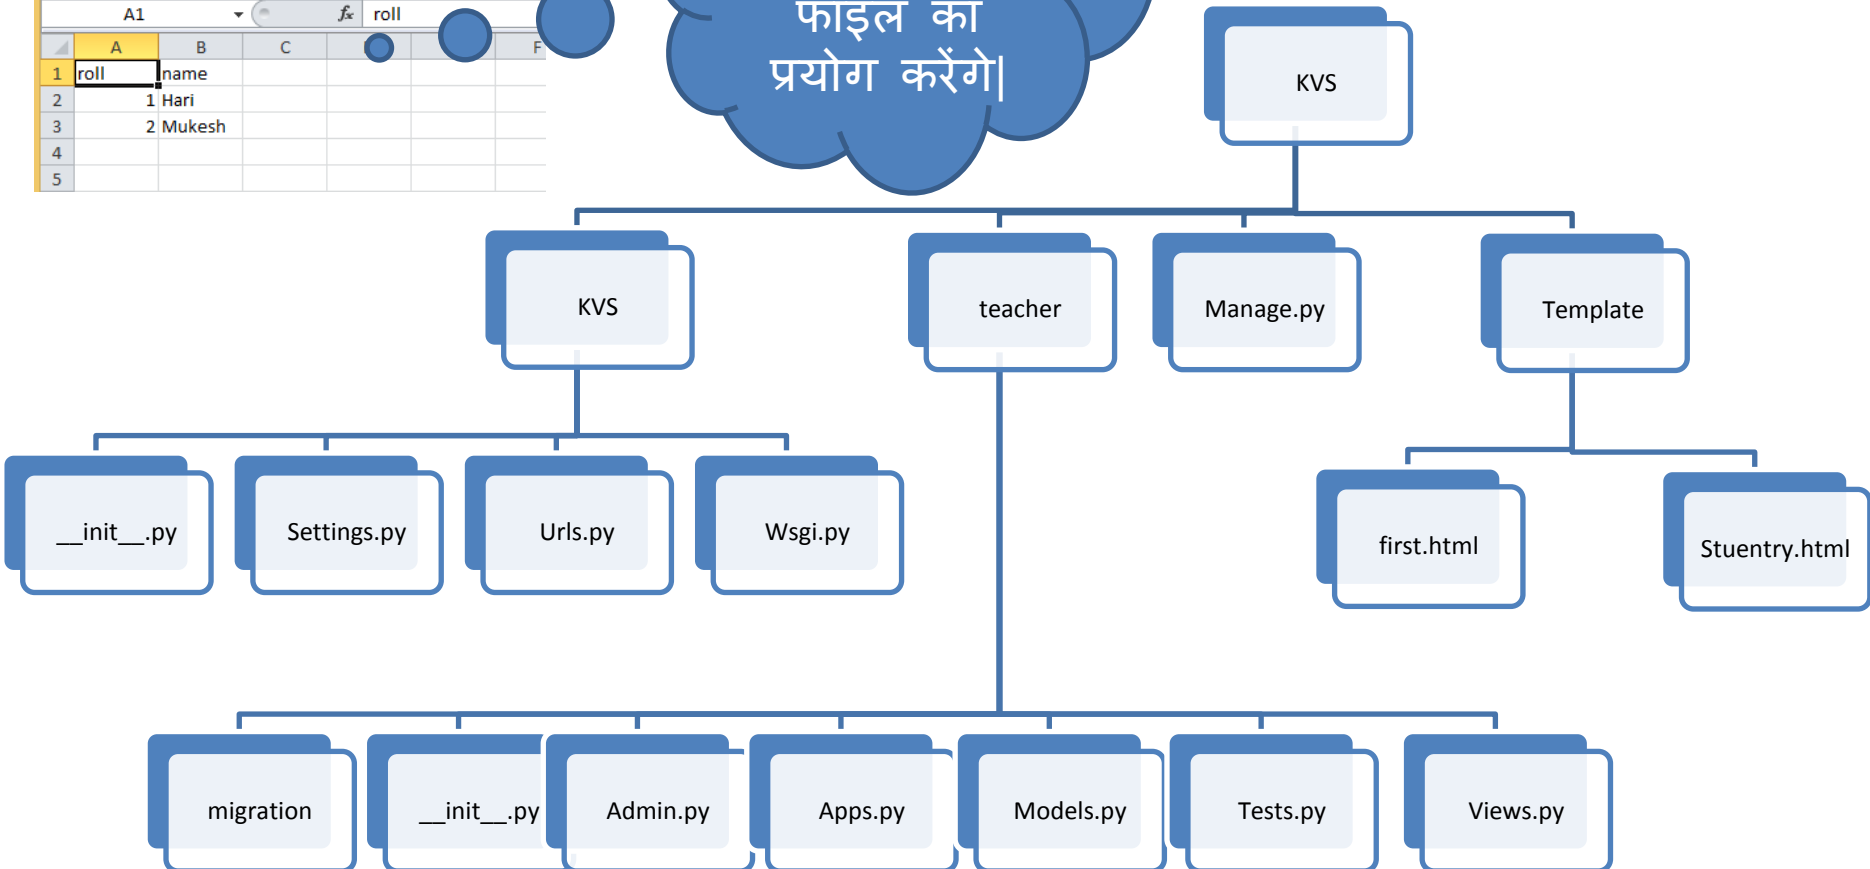 A1 fx roll
A B C F
1 roll name
2 1 Hari
3 2 Mukesh
4
5
फाइल का
प्रयोग करेंगे|
KVS
KVS teacher Manage.py Template
__init__.py Settings.py Urls.py Wsgi.py first.html Stuentry.html
migration __init__.py Admin.py Apps.py Models.py Tests.py Views.py